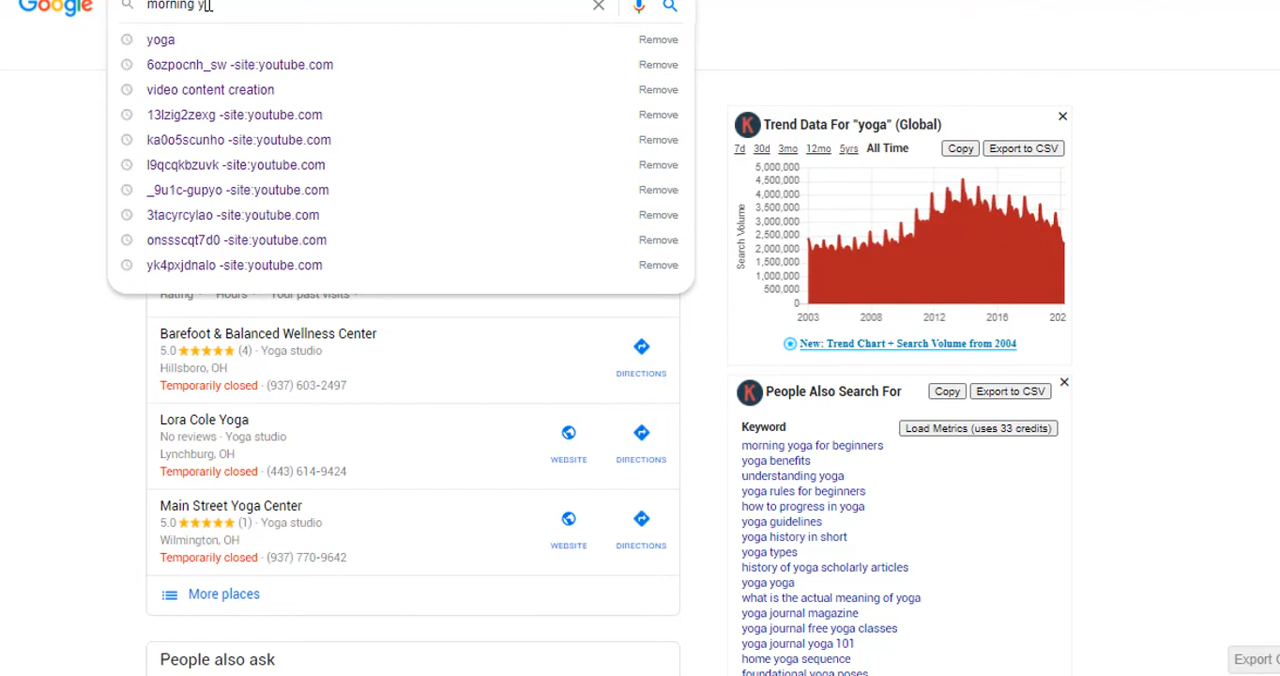 Google
morning y
yoga Remove
6ozpocnh_sw -site:youtube.com Remove
video content creation Remove
13lzig2zexg -site:youtube.com Remove
ka0o5scunho -site:youtube.com Remove
l9qcqkbzuvk -site:youtube.com Remove
_9u1c-gupyo -site:youtube.com Remove
3tacyrcylao -site:youtube.com Remove
onssscqt7d0 -site:youtube.com Remove
yk4pxjdnalo -site:youtube.com Remove
Rating Hours Your past visits
Barefoot & Balanced Wellness Center
5.0 ★★★★★ (4) · Yoga studio
Hillsboro, OH
Temporarily closed · (937) 603-2497
DIRECTIONS
Lora Cole Yoga
No reviews · Yoga studio
Lynchburg, OH
Temporarily closed · (443) 614-9424
WEBSITE DIRECTIONS
Main Street Yoga Center
5.0 ★★★★★ (1) · Yoga studio
Wilmington, OH
Temporarily closed · (937) 770-9642
WEBSITE DIRECTIONS
More places
People also ask
K Trend Data For "yoga" (Global)
7d 30d 3mo 12mo 5yrs All Time Copy Export to CSV
Search Volume
5,000,000
4,500,000
4,000,000
3,500,000
3,000,000
2,500,000
2,000,000
1,500,000
1,000,000
500,000
0
2003 2008 2012 2016 202
New: Trend Chart + Search Volume from 2004
K People Also Search For Copy Export to CSV
Keyword Load Metrics (uses 33 credits)
morning yoga for beginners
yoga benefits
understanding yoga
yoga rules for beginners
how to progress in yoga
yoga guidelines
yoga history in short
yoga types
history of yoga scholarly articles
yoga yoga
what is the actual meaning of yoga
yoga journal magazine
yoga journal free yoga classes
yoga journal yoga 101
home yoga sequence
foundational yoga poses
Export C